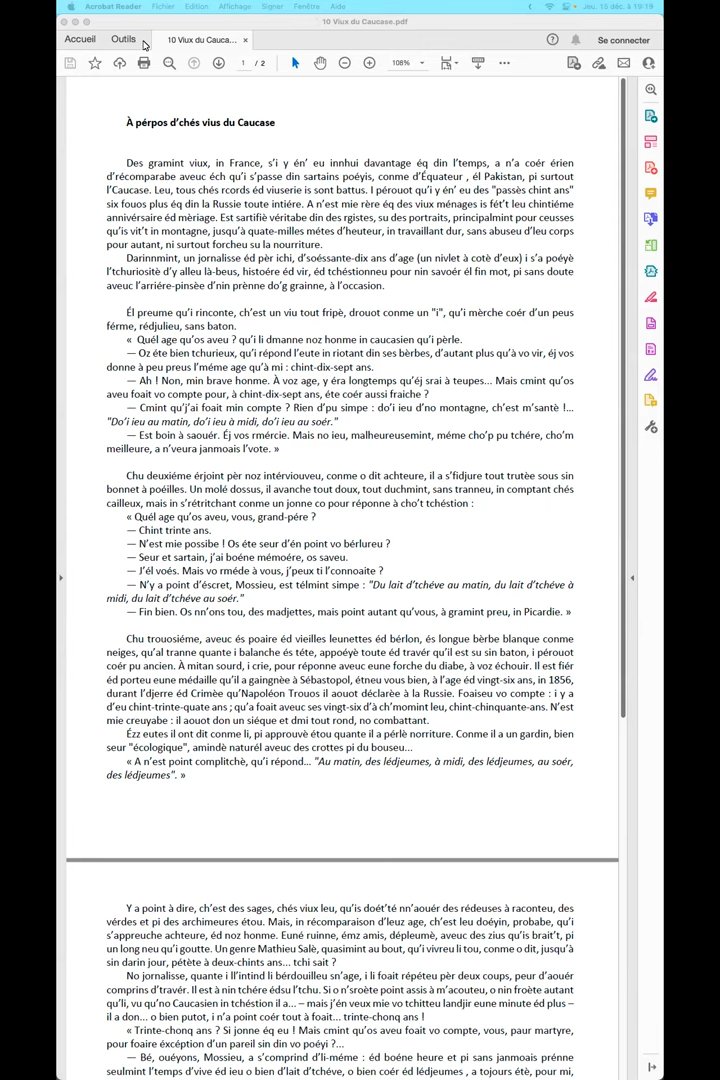 Acrobat Reader Fichier Edition Affichage Signer Fenêtre Aide Jeu. 15 déc. à 19:19
10 Viux du Caucase.pdf
Accueil Outils 10 Viux du Cauca... × Se connecter
1 / 2 108%
À pérpos d'chés vius du Caucase
Des gramint viux, in France, s'i y én' eu innhui davantage éq din l'temps, a n'a coér érien
d'récomparabe aveuc éch qu'i s'passe din sartains poéyis, conme d'Équateur , él Pakistan, pi surtout
l'Caucase. Leu, tous chés rcords éd viuserie is sont battus. I pérouot qu'i y én' eu des "passès chint ans"
six fouos plus éq din la Russie toute intiére. A n'est mie rère éq des viux ménages is fét't leu chintiéme
annivérsaire éd mèriage. Est sartifiè véritabe din des rgistes, su des portraits, principalmint pour ceusses
qu'is vit't in montagne, jusqu'à quate-milles métes d'heuteur, in travaillant dur, sans abuseu d'leu corps
pour autant, ni surtout forcheu su la nourriture.
Darinnmint, un jornalisse éd pèr ichi, d'soéssante-dix ans d'age (un nivlet à cotè d'eux) i s'a poéyè
l'tchuriositè d'y alleu là-beus, histoére éd vir, éd tchéstionneu pour nin savoér él fin mot, pi sans doute
aveuc l'arriére-pinsèe d'nin prènne do'g grainne, à l'occasion.
Él preume qu'i rinconte, ch'est un viu tout fripè, drouot conme un "i", qu'i mèrche coér d'un peus
férme, rédjulieu, sans baton.
« Quél age qu'os aveu ? qu'i li dmanne noz honme in caucasien qu'i pèrle.
— Oz éte bien tchurieux, qu'i répond l'eute in riotant din ses bèrbes, d'autant plus qu'à vo vir, éj vos
donne à peu preus l'méme age qu'à mi : chint-dix-sept ans.
— Ah ! Non, min brave honme. À voz age, y éra longtemps qu'éj srai à teupes... Mais cmint qu'os
aveu foait vo compte pour, à chint-dix-sept ans, éte coér aussi fraiche ?
— Cmint qu'j'ai foait min compte ? Rien d'pu simpe : do'i ieu d'no montagne, ch'est m'santè !...
"Do'i ieu au matin, do'i ieu à midi, do'i ieu au soér."
— Est boin à saouér. Éj vos rmércie. Mais no ieu, malheureusemint, méme cho'p pu tchére, cho'm
meilleure, a n'veura janmoais l'vote. »
Chu deuxiéme érjoint pèr noz intérviouveu, conme o dit achteure, il a s'fidjure tout trutèe sous sin
bonnet à poéilles. Un molé dossus, il avanche tout doux, tout duchmint, sans tranneu, in comptant chés
cailleux, mais in s'rétritchant conme un jonne co pour réponne à cho't tchéstion :
« Quél age qu'os aveu, vous, grand-pére ?
— Chint trinte ans.
— N'est mie possibe ! Os éte seur d'én point vo bérlureu ?
— Seur et sartain, j'ai boéne mémoére, os saveu.
— J'él voés. Mais vo rméde à vous, j'peux ti l'connoaite ?
— N'y a point d'éscret, Mossieu, est télmint simpe : "Du lait d'tchéve au matin, du lait d'tchéve à
midi, du lait d'tchéve au soér."
— Fin bien. Os nn'ons tou, des madjettes, mais point autant qu'vous, à gramint preu, in Picardie. »
Chu trouosiéme, aveuc és poaire éd vieilles leunettes éd bérlon, és longue bèrbe blanque conme
neiges, qu'al tranne quante i balanche és téte, appoéyè toute éd travér qu'il est su sin baton, i pérouot
coér pu ancien. À mitan sourd, i crie, pour réponne aveuc eune forche du diabe, à voz échouir. Il est fiér
éd porteu eune médaille qu'il a gaingnèe à Sébastopol, étneu vous bien, à l'age éd vingt-six ans, in 1856,
durant l'djerre éd Crimèe qu'Napoléon Trouos il aouot déclarèe à la Russie. Foaiseu vo compte : i y a
d'eu chint-trinte-quate ans ; qu'a foait aveuc ses vingt-six d'à ch'momint leu, chint-chinquante-ans. N'est
mie creuyabe : il aouot don un siéque et dmi tout rond, no combattant.
Ézz eutes il ont dit conme li, pi approuvè étou quante il a pérlè norriture. Conme il a un gardin, bien
seur "écologique", amindè naturél aveuc des crottes pi du bouseu...
« A n'est point complitchè, qu'i répond... "Au matin, des lédjeumes, à midi, des lédjeumes, au soér,
des lédjeumes". »
Y a point à dire, ch'est des sages, chés viux leu, qu'is doét'té nn'aouér des rédeuses à raconteu, des
vérdes et pi des archimeures étou. Mais, in récomparaison d'leuz age, ch'est leu doéyin, probabe, qu'i
s'appreuche achteure, éd noz honme. Euné ruinne, émz amis, dépleumè, aveuc des zius qu'is brait't, pi
un long neu qu'i goutte. Un genre Mathieu Salè, quasimint au bout, qu'i vivreu li tou, conme o dit, jusqu'à
sin darin jour, pétète à deux-chints ans... tchi sait ?
No jornalisse, quante i ll'intind li bérdouilleu sn'age, i li foait répéteu pèr deux coups, peur d'aouér
comprins d'travér. Il est à nin tchére édsu l'tchu. Si o n'sroète point assis à m'acouteu, o nin froète autant
qu'li, vu qu'no Caucasien in tchéstion il a... – mais j'én veux mie vo tchitteu landjir eune minute éd plus –
il a don... o bien putot, i n'a point coér tout à foait... trinte-chonq ans !
« Trinte-chonq ans ? Si jonne éq eu ! Mais cmint qu'os aveu foait vo compte, vous, paur martyre,
pour foaire éxcéption d'un pareil sin din vo poéyi ?...
— Bé, ouéyons, Mossieu, a s'comprind d'li-méme : éd boéne heure et pi sans janmoais prénne
seulmint l'temps d'vive éd ieu o bien d'lait d'tchéve, o bien coér éd lédjeumes , a tojours étè, pour mi,